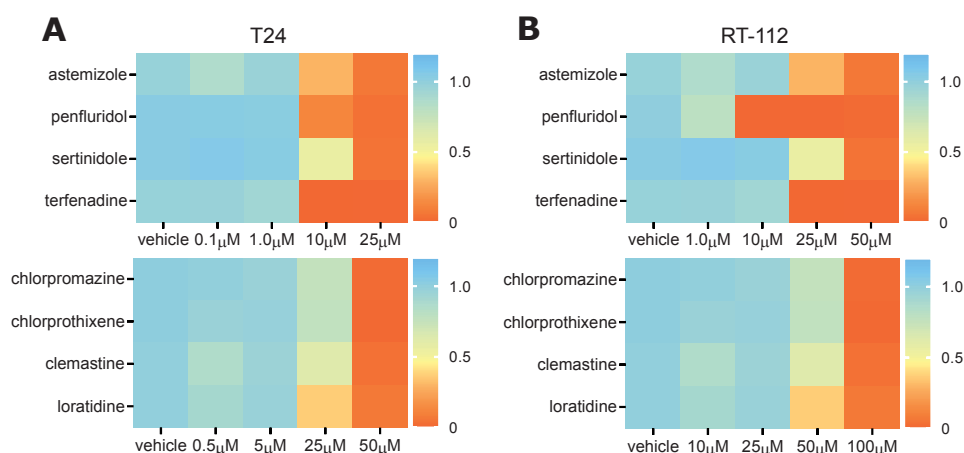 A
T24
astemizole
penfluridol
sertinidole
terfenadine
vehicle 0.1μM 1.0μM 10μM 25μM
1.0
0.5
0
chlorpromazine
chlorprothixene
clemastine
loratidine
vehicle 0.5μM 5μM 25μM 50μM
1.0
0.5
0
B
RT-112
astemizole
penfluridol
sertinidole
terfenadine
vehicle 1.0μM 10μM 25μM 50μM
1.0
0.5
0
chlorpromazine
chlorprothixene
clemastine
loratidine
vehicle 10μM 25μM 50μM 100μM
1.0
0.5
0